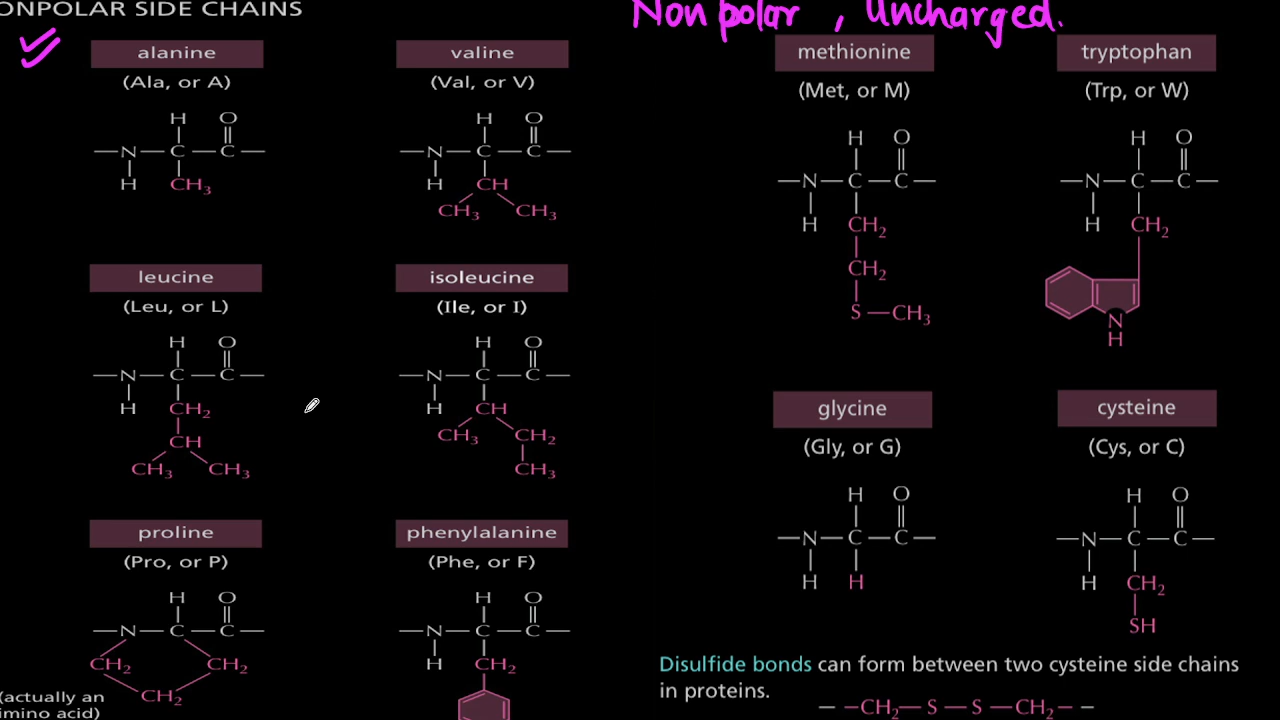 ONPOLAR SIDE CHAINS
Nonpolar , Uncharged.
alanine
(Ala, or A)
H O
N C C
H CH3
valine
(Val, or V)
H O
N C C
H CH
CH3 CH3
methionine
(Met, or M)
H O
N C C
H CH2
CH2
S CH3
tryptophan
(Trp, or W)
H O
N C C
H CH2
N
H
leucine
(Leu, or L)
H O
N C C
H CH2
CH
CH3 CH3
isoleucine
(Ile, or I)
H O
N C C
H CH
CH3 CH2
CH3
glycine
(Gly, or G)
H O
N C C
H H
cysteine
(Cys, or C)
H O
N C C
H CH2
SH
proline
(Pro, or P)
H O
N C C
CH2 CH2
CH2
(actually an
imino acid)
phenylalanine
(Phe, or F)
H O
N C C
H CH2
Disulfide bonds can form between two cysteine side chains
in proteins.
— —CH2—S—S—CH2— —